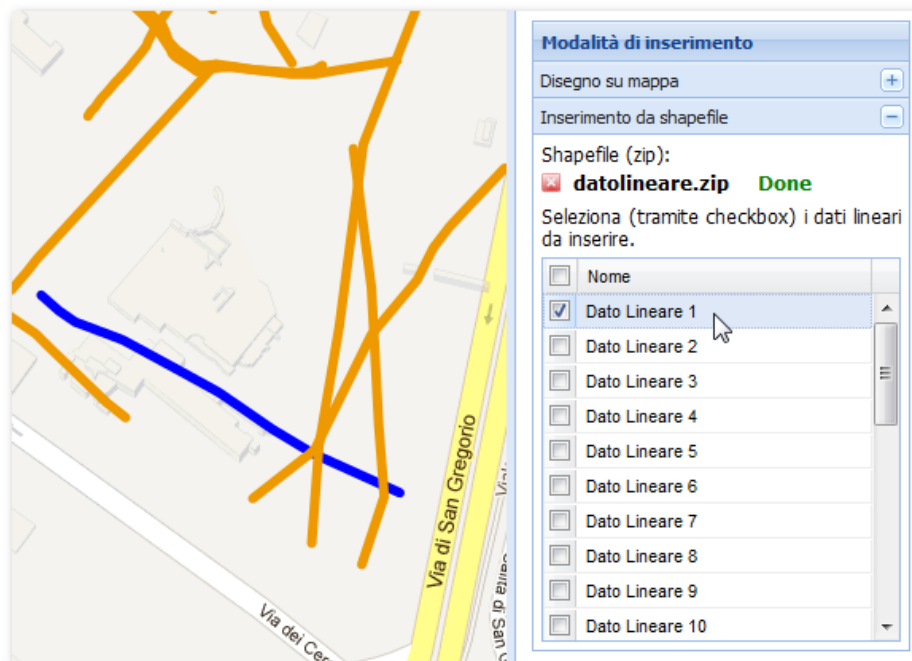 Modalità di inserimento
Disegno su mappa
Inserimento da shapefile
Shapefile (zip):
datolineare.zip Done
Seleziona (tramite checkbox) i dati lineari
da inserire.
Nome
Dato Lineare 1
Dato Lineare 2
Dato Lineare 3
Dato Lineare 4
Dato Lineare 5
Dato Lineare 6
Dato Lineare 7
Dato Lineare 8
Dato Lineare 9
Dato Lineare 10
Via di San Gregorio
Via dei
di San